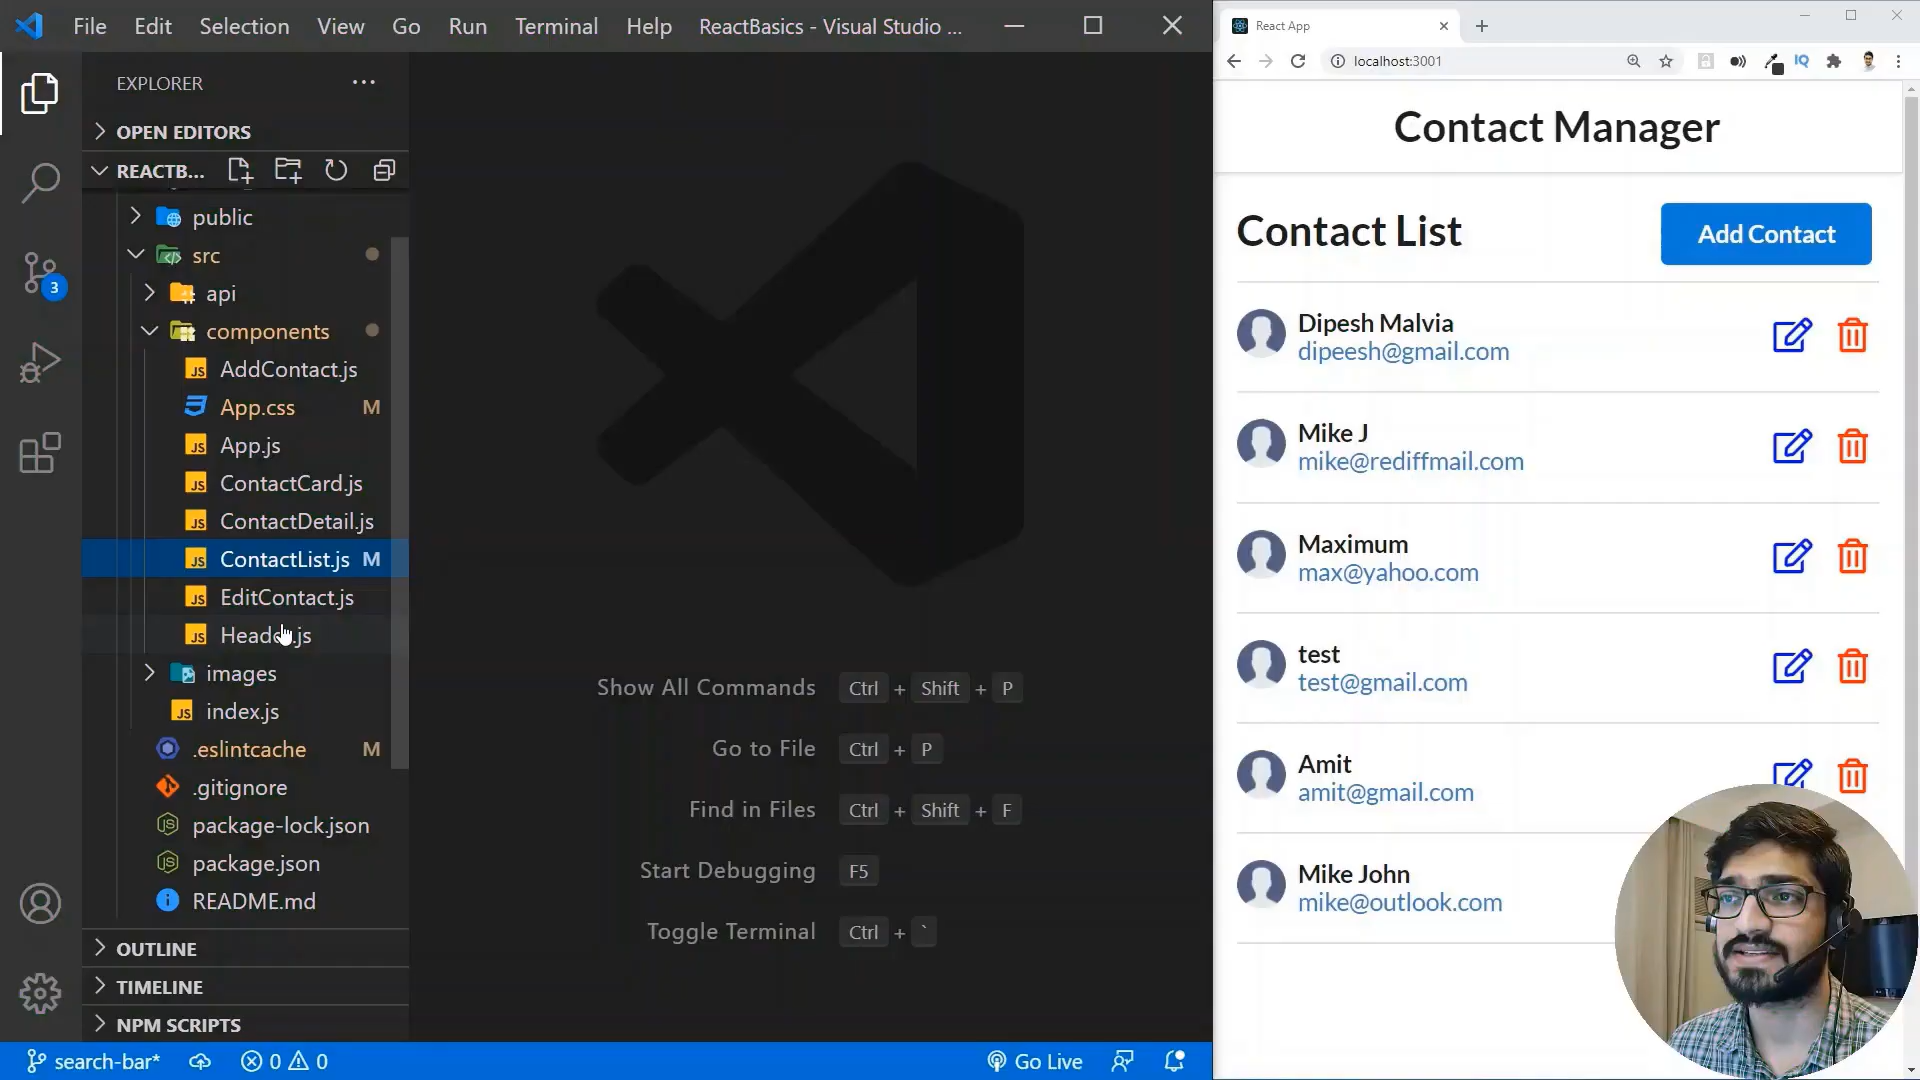 File Edit Selection View Go Run Terminal Help ReactBasics - Visual Studio ...
EXPLORER
OPEN EDITORS
REACTB...
public
src
api
components
AddContact.js
App.css M
App.js
ContactCard.js
ContactDetail.js
ContactList.js M
EditContact.js
images
index.js
.eslintcache M
.gitignore
package-lock.json
package.json
README.md
OUTLINE
TIMELINE
NPM SCRIPTS
3
Show All Commands Ctrl + Shift + P
Go to File Ctrl + P
Find in Files Ctrl + Shift + F
Start Debugging F5
Toggle Terminal Ctrl + `
search-bar* 0 0 Go Live
React App
localhost:3001
IQ
Contact Manager
Contact List Add Contact
Dipesh Malvia
dipeesh@gmail.com
Mike J
mike@rediffmail.com
Maximum
max@yahoo.com
test
test@gmail.com
Amit
amit@gmail.com
Mike John
mike@outlook.com